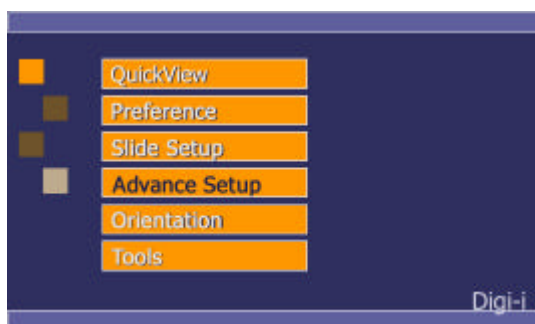 QuickView
Preference
Slide Setup
Advance Setup
Orientation
Tools
Digi-i